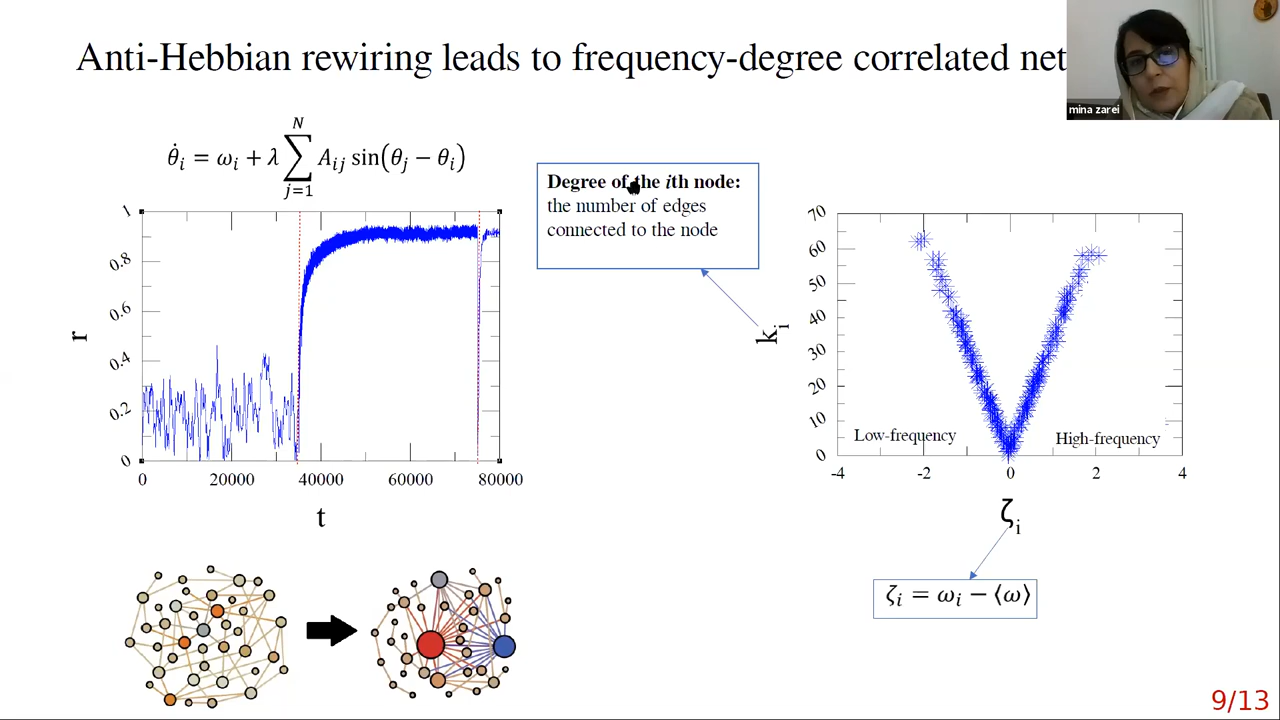 Anti-Hebbian rewiring leads to frequency-degree correlated net
mina zarei
θ̇ᵢ = ωᵢ + λ ∑ⱼ₌₁ᴺ Aᵢⱼ sin(θⱼ − θᵢ)
Degree of the ith node:
the number of edges
connected to the node
1
0.8
0.6
0.4
0.2
0
r
0 20000 40000 60000 80000
t
70
60
50
40
30
20
10
0
kᵢ
Low-frequency High-frequency
-4 -2 0 2 4
ζᵢ
ζᵢ = ωᵢ − ⟨ω⟩
9/13